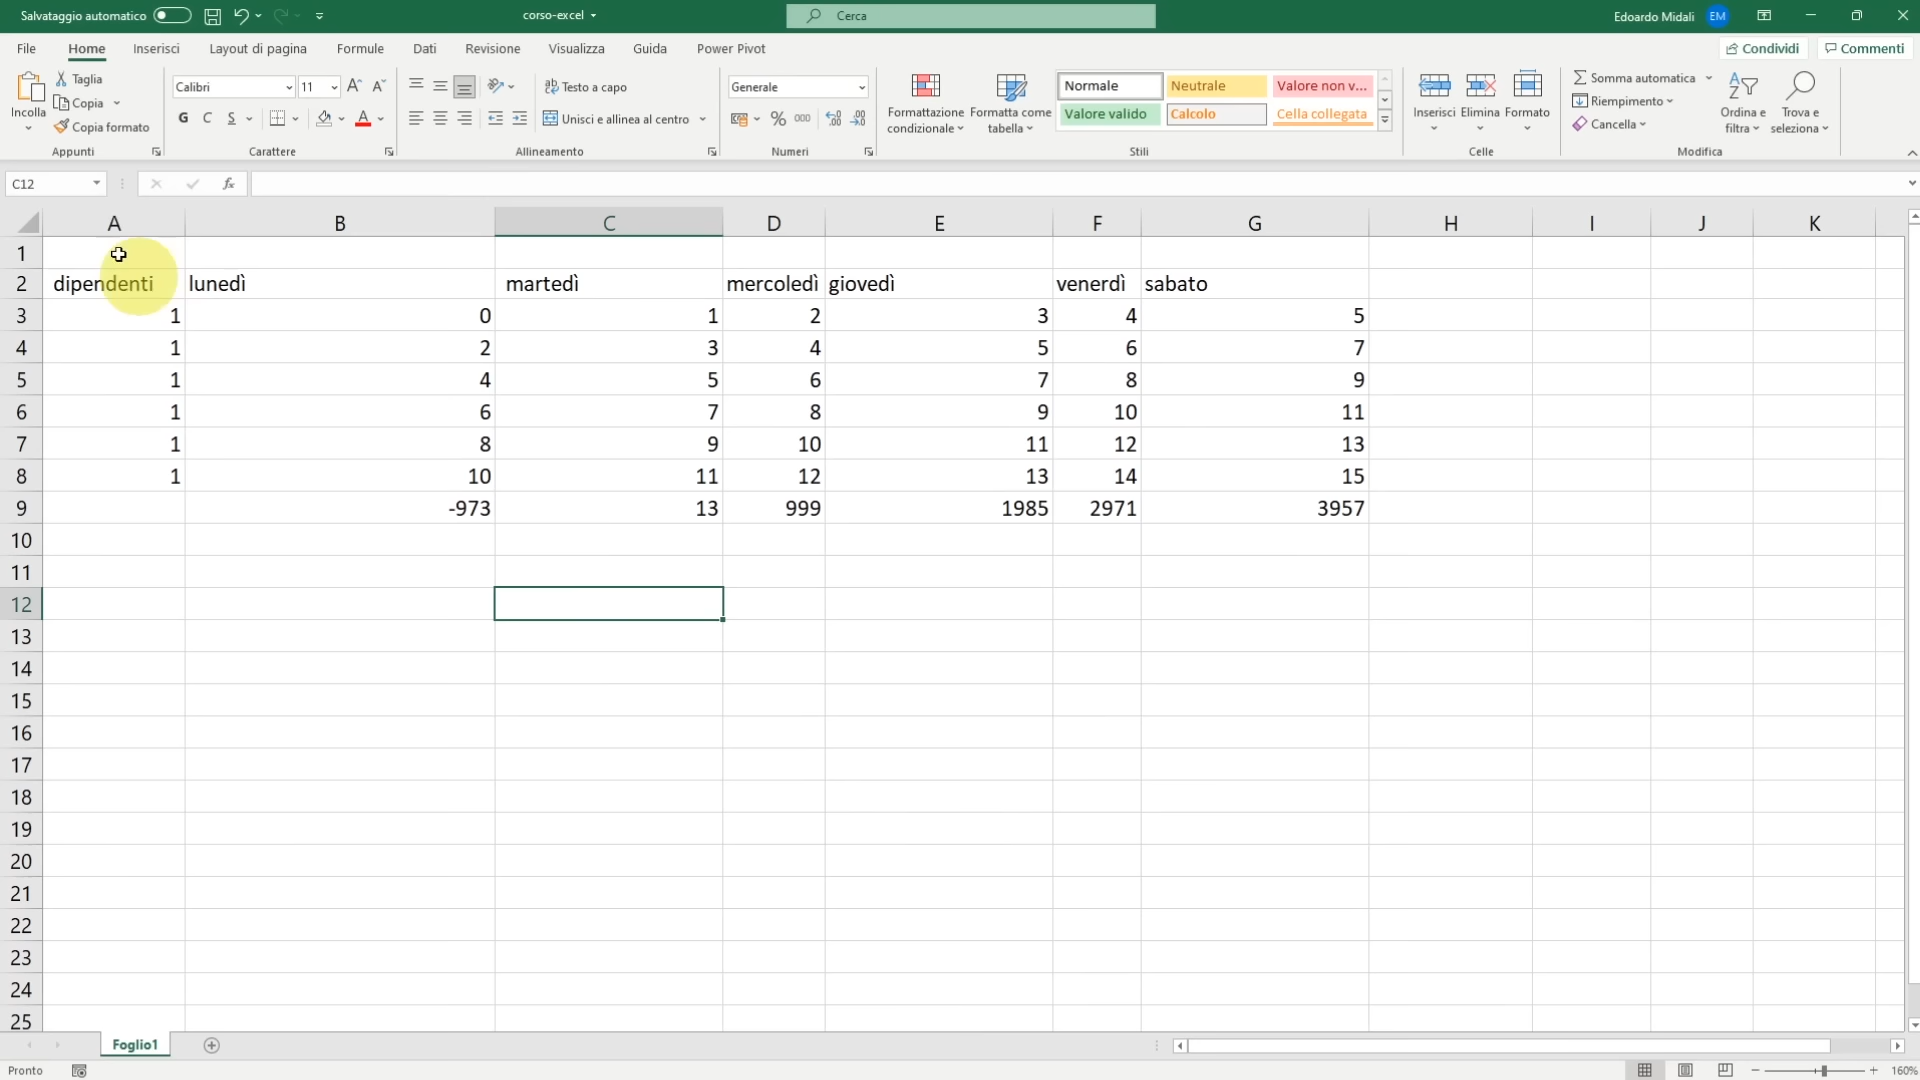 Salvataggio automatico
corso-excel
Cerca
Edoardo Midali EM
File Home Inserisci Layout di pagina Formule Dati Revisione Visualizza Guida Power Pivot Condividi Commenti
Incolla
Taglia
Copia
Copia formato
Appunti
Calibri 11
G C S
Carattere
Testo a capo
Unisci e allinea al centro
Allineamento
Generale
% 000
Numeri
Formattazione condizionale
Formatta come tabella
Normale Neutrale Valore non v...
Valore valido Calcolo Cella collegata
Stili
Inserisci Elimina Formato
Celle
Somma automatica
Riempimento
Cancella
Ordina e filtra
Trova e seleziona
Modifica
C12 fx
A B C D E F G H I J K
1
2 dipendenti lunedì martedì mercoledì giovedì venerdì sabato
3 1 0 1 2 3 4 5
4 1 2 3 4 5 6 7
5 1 4 5 6 7 8 9
6 1 6 7 8 9 10 11
7 1 8 9 10 11 12 13
8 1 10 11 12 13 14 15
9 -973 13 999 1985 2971 3957
10
11
12
13
14
15
16
17
18
19
20
21
22
23
24
25
Foglio1
Pronto
160%